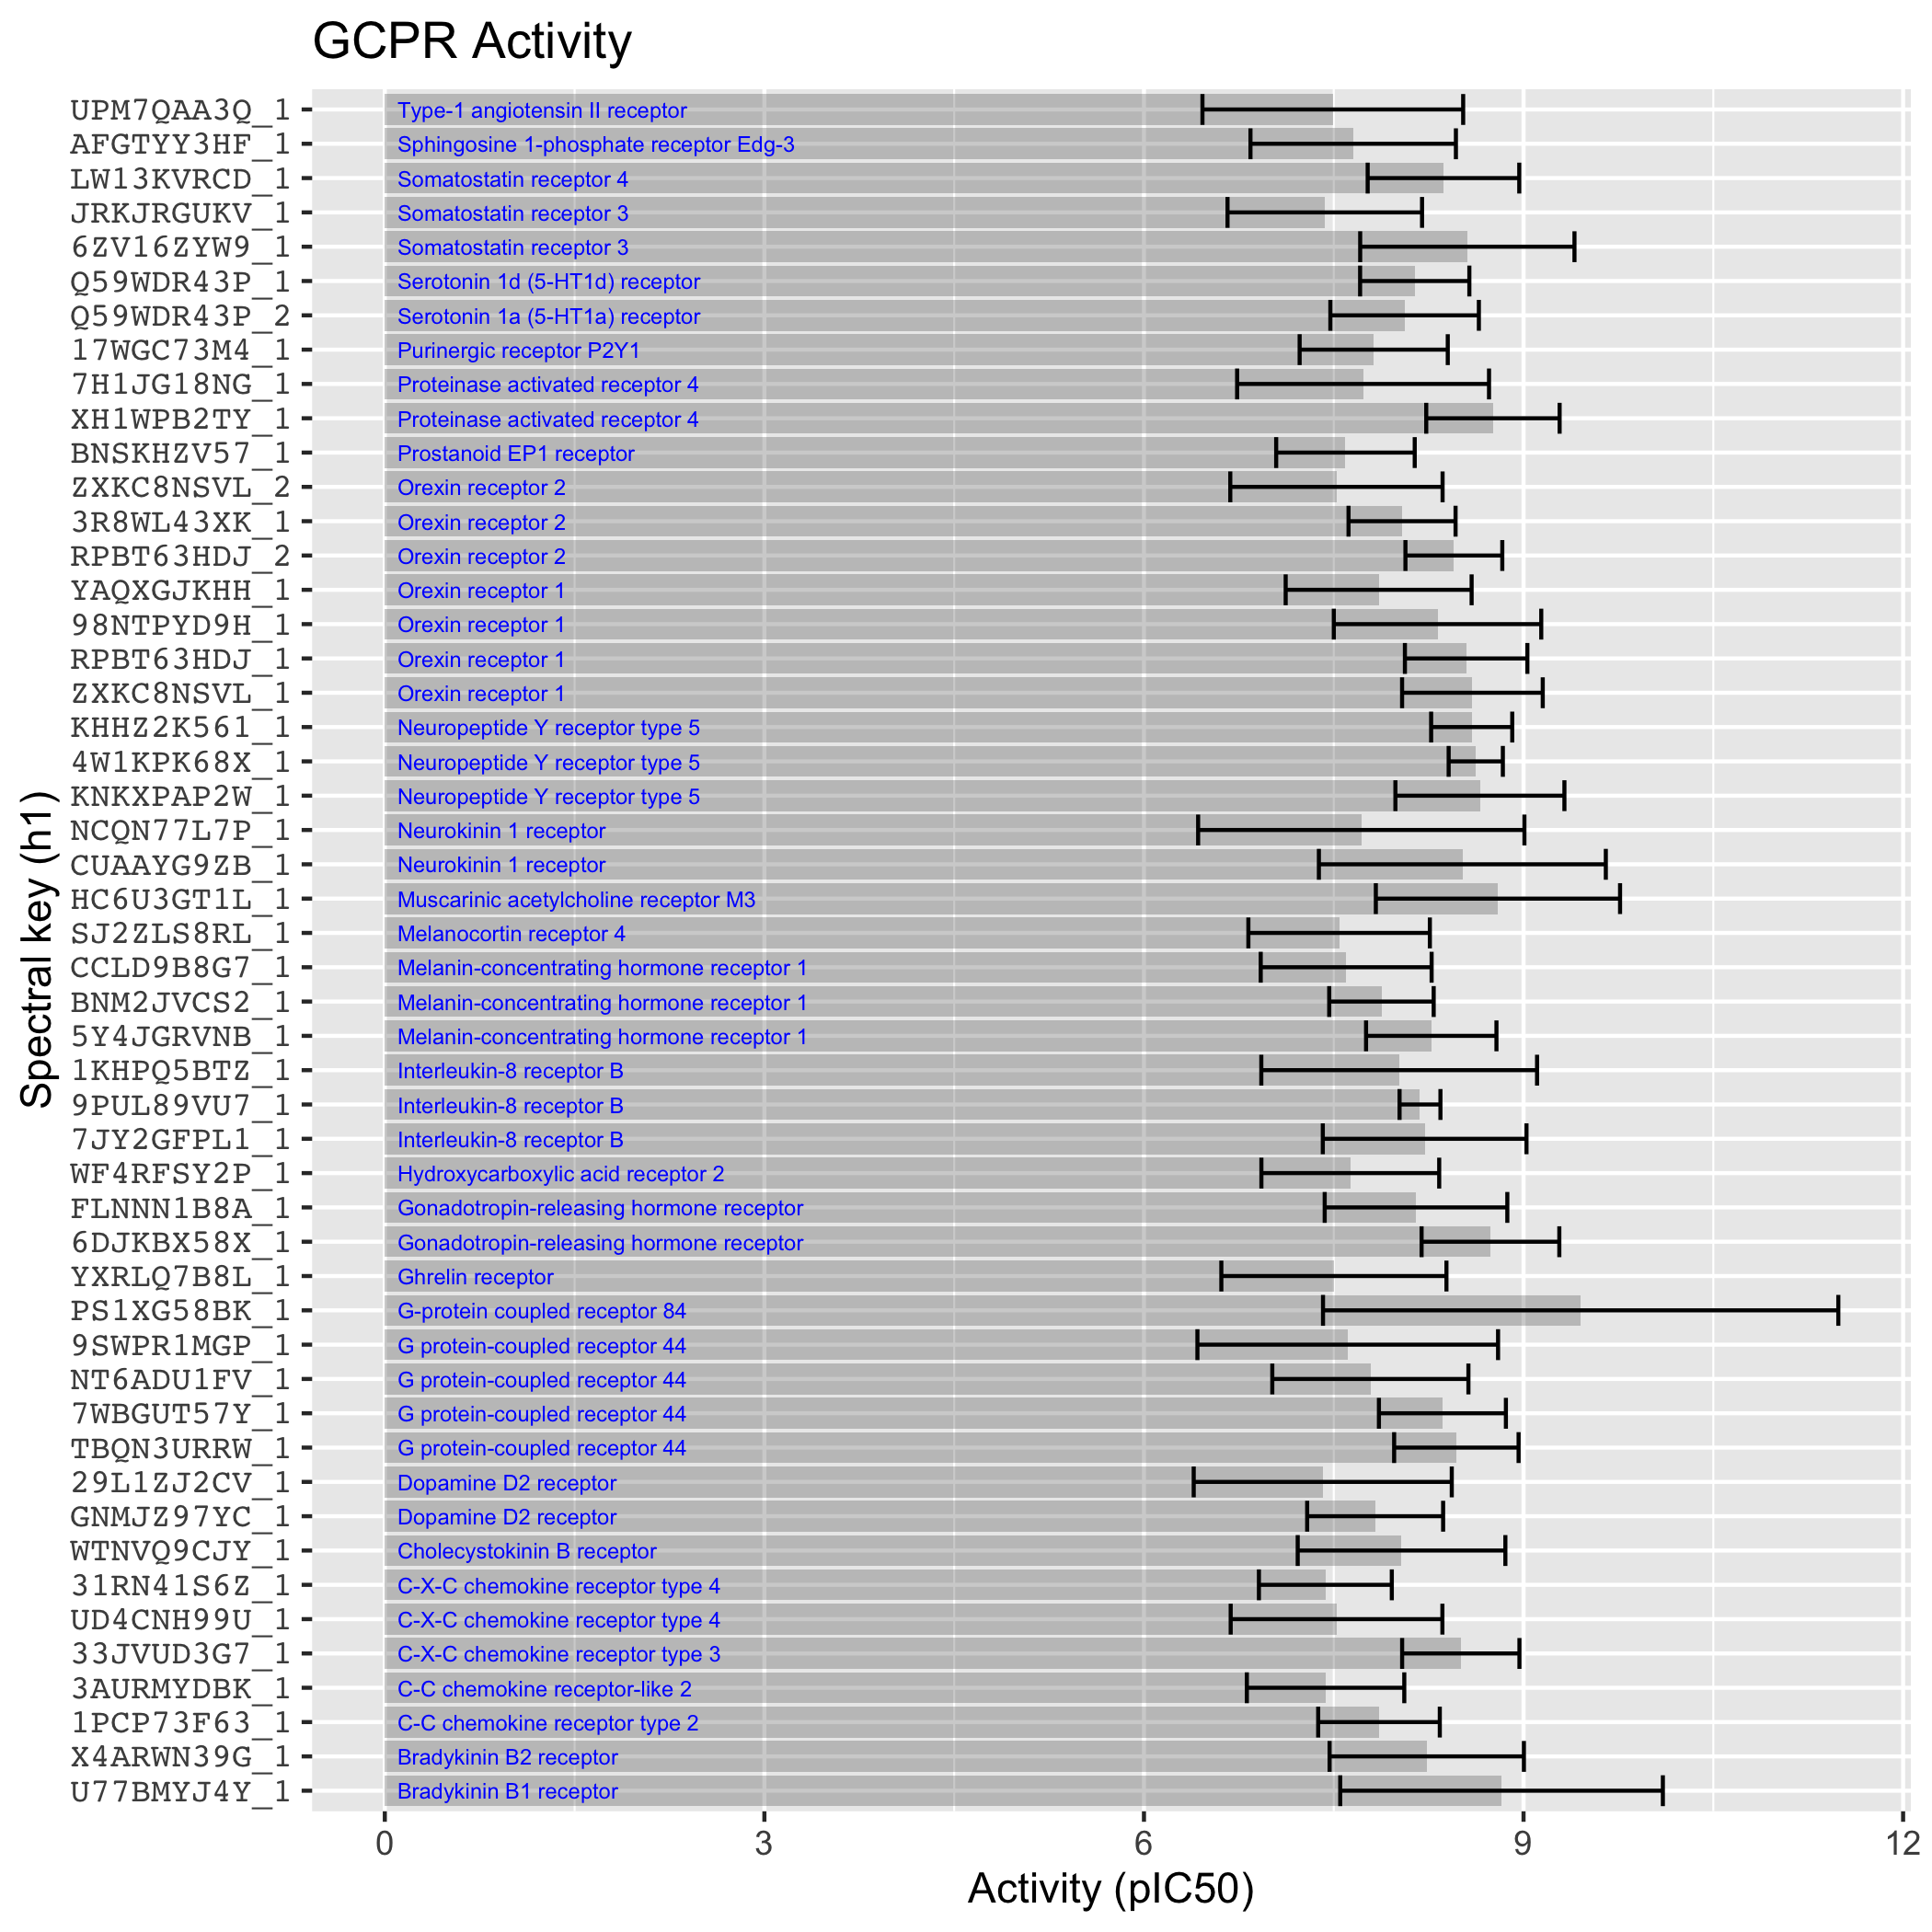 GCPR Activity
UPM7QAA3Q_1 Type-1 angiotensin II receptor
AFGTYY3HF_1 Sphingosine 1-phosphate receptor Edg-3
LW13KVRCD_1 Somatostatin receptor 4
JRKJRGUKV_1 Somatostatin receptor 3
6ZV16ZYW9_1 Somatostatin receptor 3
Q59WDR43P_1 Serotonin 1d (5-HT1d) receptor
Q59WDR43P_2 Serotonin 1a (5-HT1a) receptor
17WGC73M4_1 Purinergic receptor P2Y1
7H1JG18NG_1 Proteinase activated receptor 4
XH1WPB2TY_1 Proteinase activated receptor 4
BNSKHZV57_1 Prostanoid EP1 receptor
ZXKC8NSVL_2 Orexin receptor 2
3R8WL43XK_1 Orexin receptor 2
RPBT63HDJ_2 Orexin receptor 2
YAQXGJKHH_1 Orexin receptor 1
98NTPYD9H_1 Orexin receptor 1
RPBT63HDJ_1 Orexin receptor 1
ZXKC8NSVL_1 Orexin receptor 1
KHHZ2K561_1 Neuropeptide Y receptor type 5
4W1KPK68X_1 Neuropeptide Y receptor type 5
KNKXPAP2W_1 Neuropeptide Y receptor type 5
NCQN77L7P_1 Neurokinin 1 receptor
CUAAYG9ZB_1 Neurokinin 1 receptor
HC6U3GT1L_1 Muscarinic acetylcholine receptor M3
SJ2ZLS8RL_1 Melanocortin receptor 4
CCLD9B8G7_1 Melanin-concentrating hormone receptor 1
BNM2JVCS2_1 Melanin-concentrating hormone receptor 1
5Y4JGRVNB_1 Melanin-concentrating hormone receptor 1
1KHPQ5BTZ_1 Interleukin-8 receptor B
9PUL89VU7_1 Interleukin-8 receptor B
7JY2GFPL1_1 Interleukin-8 receptor B
WF4RFSY2P_1 Hydroxycarboxylic acid receptor 2
FLNNN1B8A_1 Gonadotropin-releasing hormone receptor
6DJKBX58X_1 Gonadotropin-releasing hormone receptor
YXRLQ7B8L_1 Ghrelin receptor
PS1XG58BK_1 G-protein coupled receptor 84
9SWPR1MGP_1 G protein-coupled receptor 44
NT6ADU1FV_1 G protein-coupled receptor 44
7WBGUT57Y_1 G protein-coupled receptor 44
TBQN3URRW_1 G protein-coupled receptor 44
29L1ZJ2CV_1 Dopamine D2 receptor
GNMJZ97YC_1 Dopamine D2 receptor
WTNVQ9CJY_1 Cholecystokinin B receptor
31RN41S6Z_1 C-X-C chemokine receptor type 4
UD4CNH99U_1 C-X-C chemokine receptor type 4
33JVUD3G7_1 C-X-C chemokine receptor type 3
3AURMYDBK_1 C-C chemokine receptor-like 2
1PCP73F63_1 C-C chemokine receptor type 2
X4ARWN39G_1 Bradykinin B2 receptor
U77BMYJ4Y_1 Bradykinin B1 receptor
Spectral key (h1)
0 3 6 9 12
Activity (pIC50)